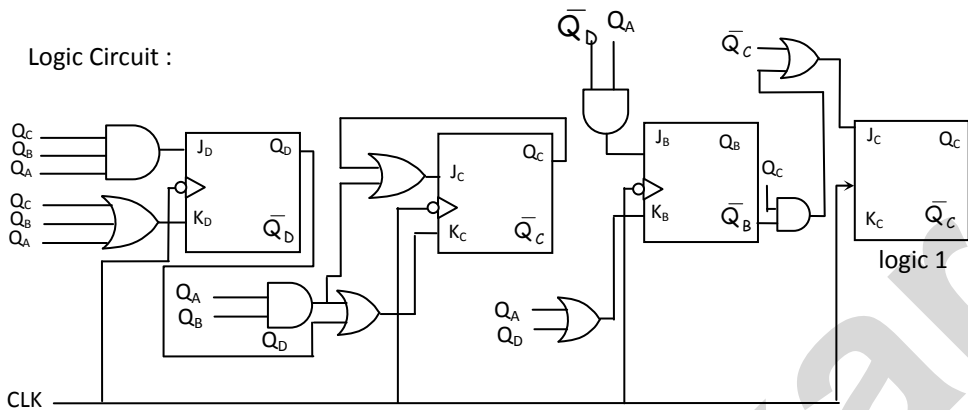 Logic Circuit :
Q̅D QA
Q̅C
QC
QB
QA
JD QD
QC
QB
QA
KD Q̅D
JC QC
KC Q̅C
JB QB
KB Q̅B
QC
JC QC
KC Q̅C
logic 1
QA
QB
QD
QA
QD
CLK